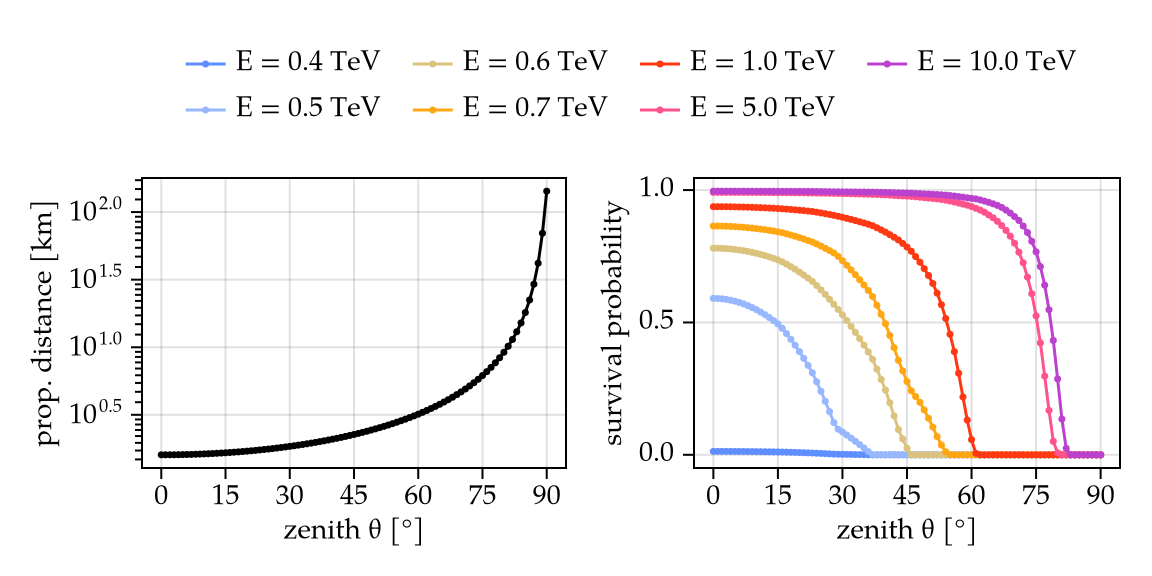 E = 0.4 TeV E = 0.6 TeV E = 1.0 TeV E = 10.0 TeV
E = 0.5 TeV E = 0.7 TeV E = 5.0 TeV
prop. distance [km]
10^2.0
10^1.5
10^1.0
10^0.5
0 15 30 45 60 75 90
zenith θ [°]
survival probability
1.0
0.5
0.0
0 15 30 45 60 75 90
zenith θ [°]